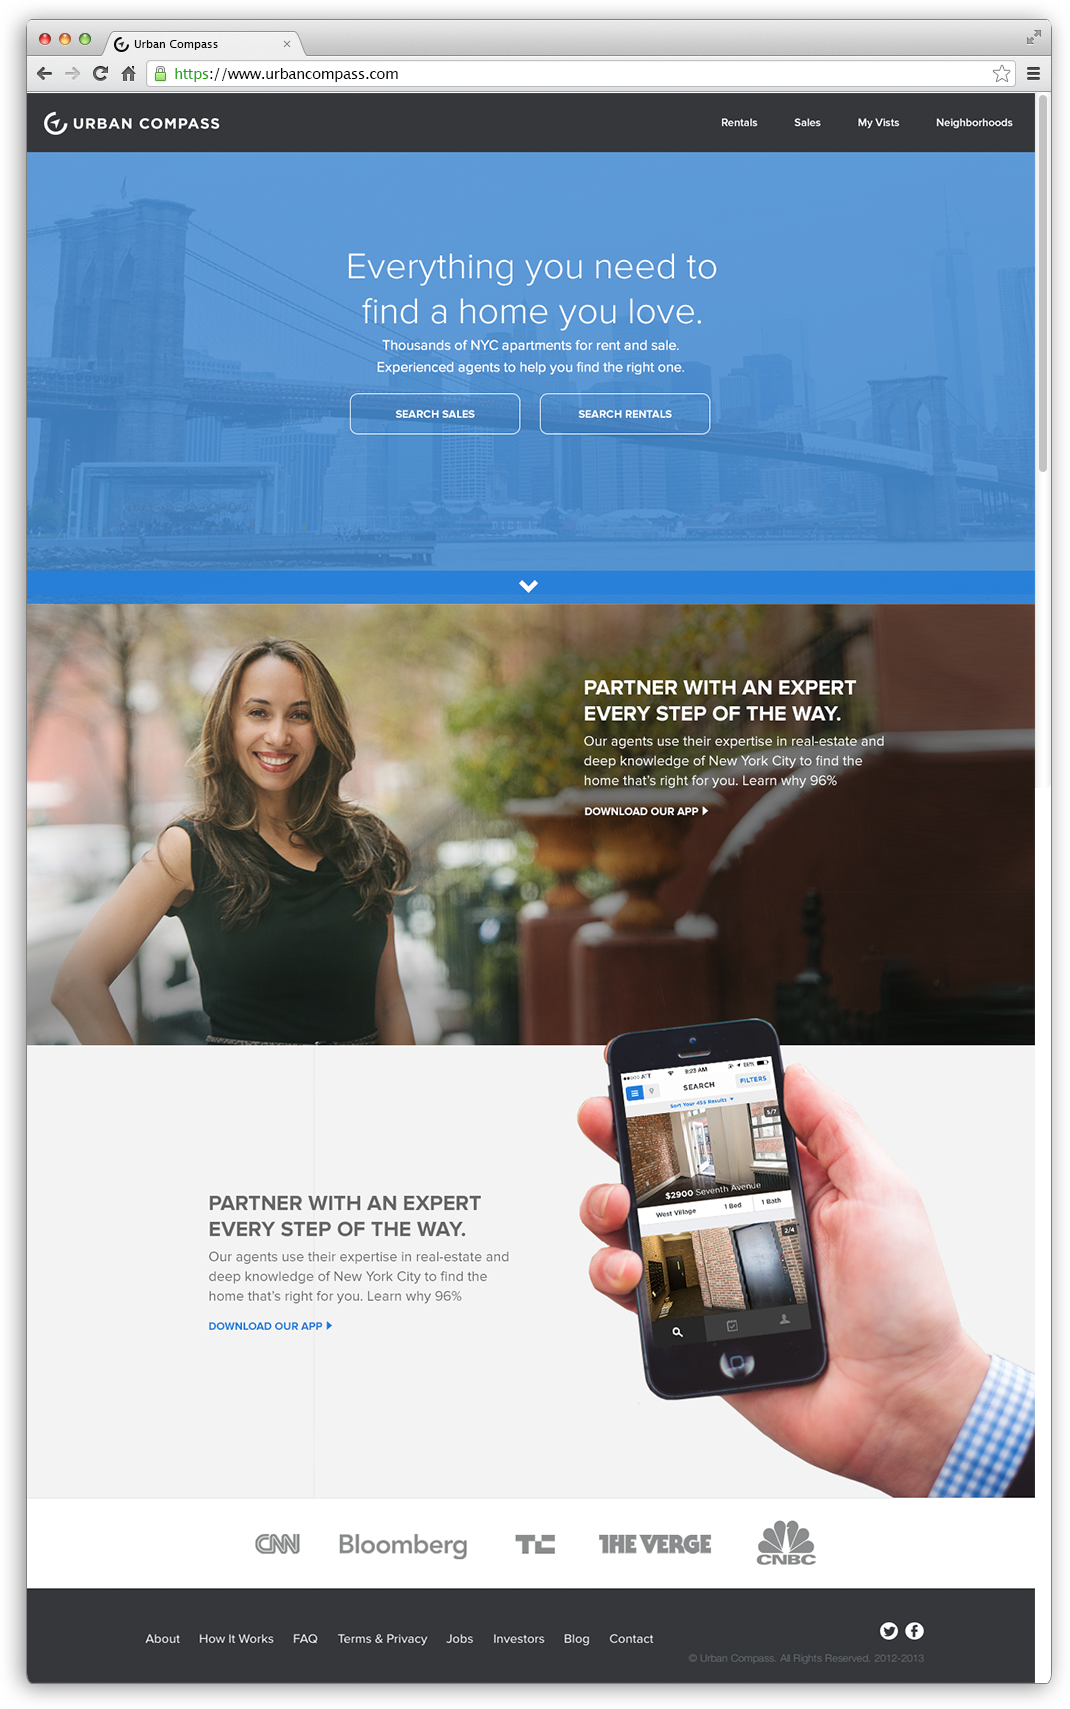 Urban Compass
https://www.urbancompass.com
URBAN COMPASS
Rentals Sales My Vists Neighborhoods
Everything you need to
find a home you love.
Thousands of NYC apartments for rent and sale.
Experienced agents to help you find the right one.
SEARCH SALES SEARCH RENTALS
PARTNER WITH AN EXPERT
EVERY STEP OF THE WAY.
Our agents use their expertise in real-estate and
deep knowledge of New York City to find the
home that's right for you. Learn why 96%
DOWNLOAD OUR APP
ATT 9:23 AM 86%
SEARCH FILTERS
Sort Your 455 Results
5/7
$2900 Seventh Avenue
West Village 1 Bed 1 Bath
2/4
PARTNER WITH AN EXPERT
EVERY STEP OF THE WAY.
Our agents use their expertise in real-estate and
deep knowledge of New York City to find the
home that's right for you. Learn why 96%
DOWNLOAD OUR APP
CNN Bloomberg TC THE VERGE CNBC
About How It Works FAQ Terms & Privacy Jobs Investors Blog Contact
© Urban Compass. All Rights Reserved. 2012-2013